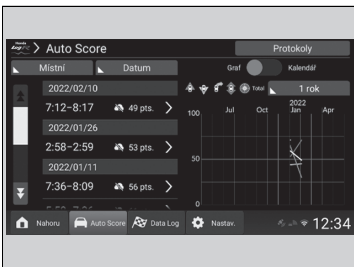 Honda
LogR
Auto Score
Protokoly
Místní
Datum
Graf
Kalendář
2022/02/10
Total
1 rok
7:12–8:17 49 pts.
2022/01/26
2:58–2:59 53 pts.
2022/01/11
7:36–8:09 56 pts.
100
50
0
Jul Oct 2022 Jan Apr
Nahoru
Auto Score
Data Log
Nastav.
12:34